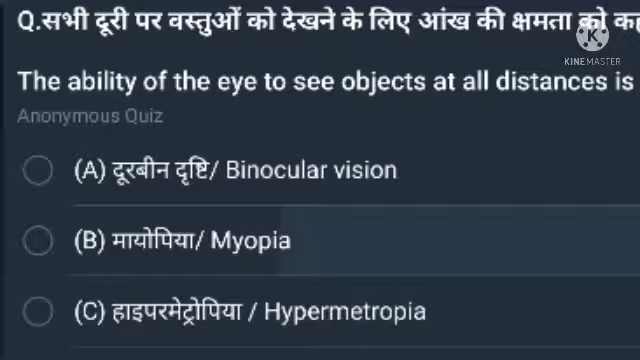 Q.सभी दूरी पर वस्तुओं को देखने के लिए आंख की क्षमता को
KINEMASTER
The ability of the eye to see objects at all distances is
Anonymous Quiz
(A) दूरबीन दृष्टि/ Binocular vision
(B) मायोपिया/ Myopia
(C) हाइपरमेट्रोपिया / Hypermetropia